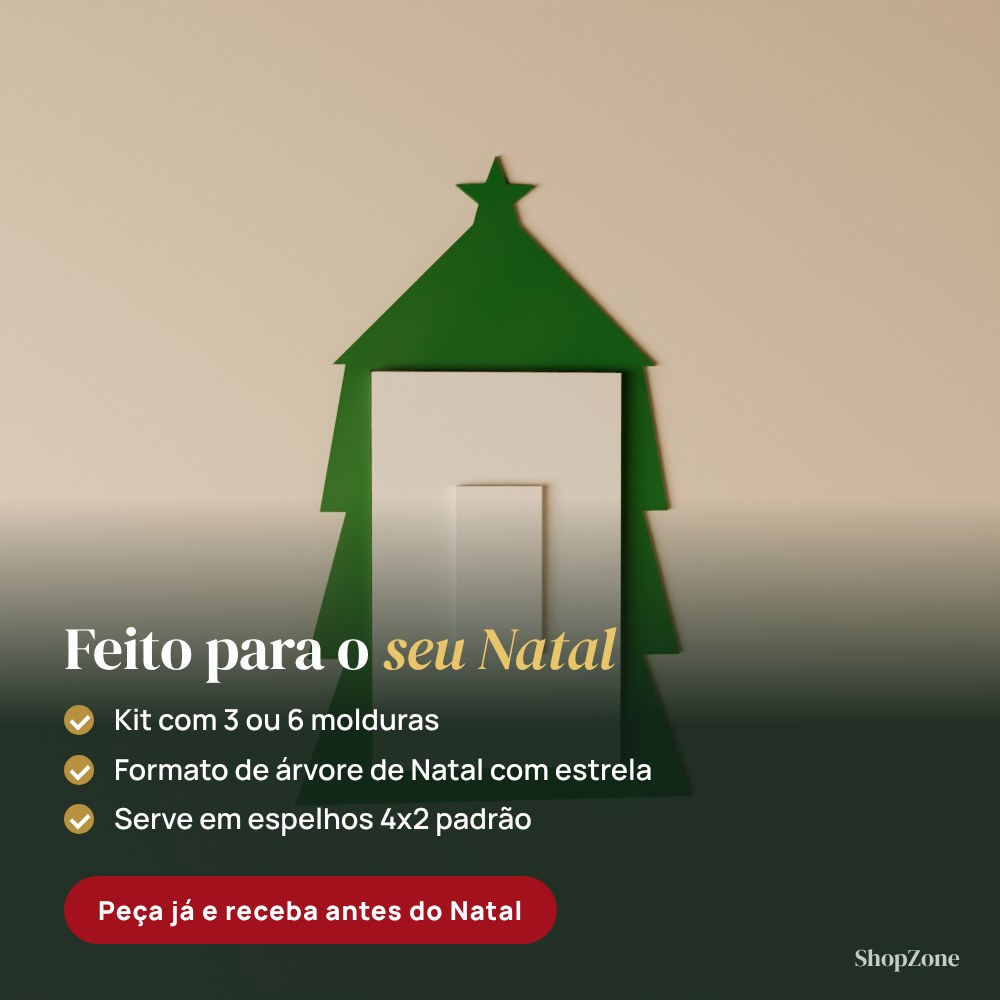 Feito para o seu Natal
Kit com 3 ou 6 molduras
Formato de árvore de Natal com estrela
Serve em espelhos 4x2 padrão
Peça já e receba antes do Natal
ShopZone